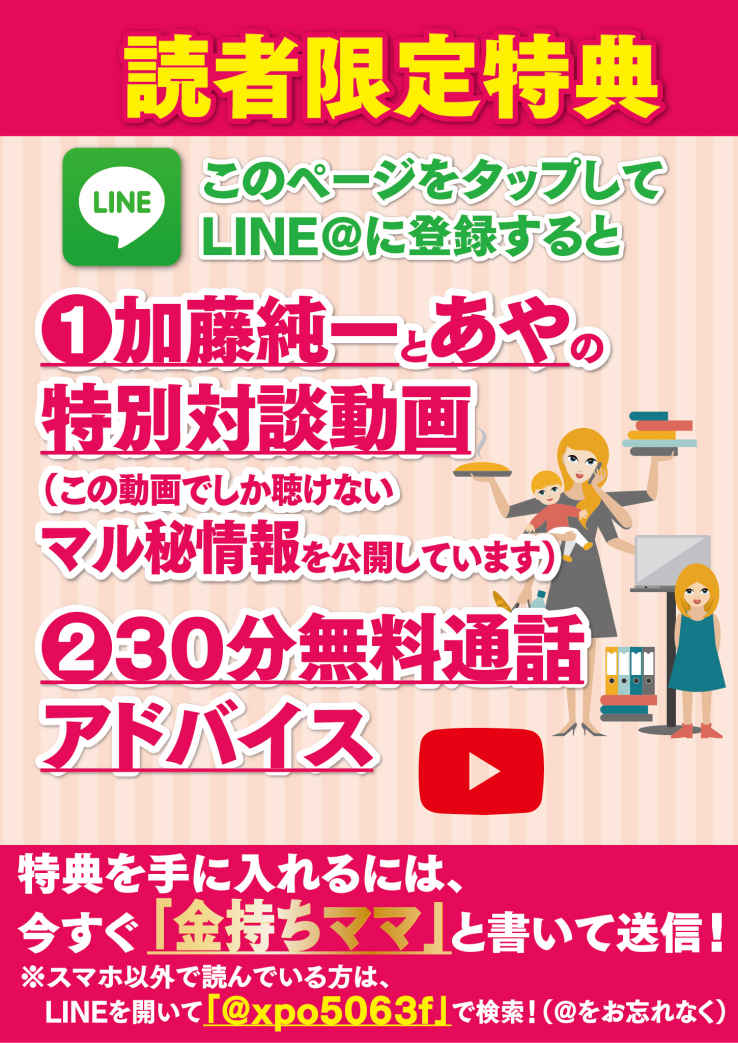 読者限定特典
LINE
このページをタップして
LINE@に登録すると
❶加藤純一とあやの
特別対談動画
（この動画でしか聴けない
マル秘情報を公開しています）
❷30分無料通話
アドバイス
特典を手に入れるには、
今すぐ「金持ちママ」と書いて送信！
※スマホ以外で読んでいる方は、
LINEを開いて「@xpo5063f」で検索！（@をお忘れなく）